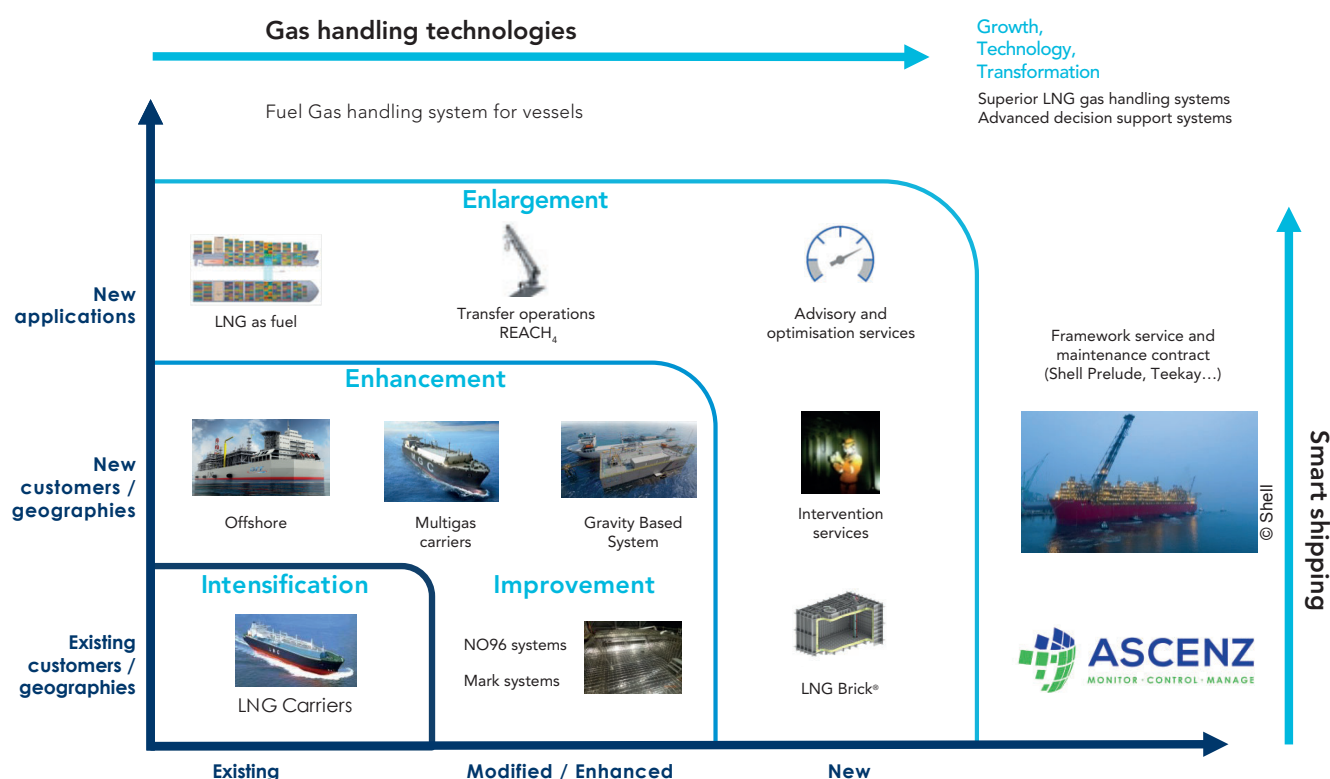 Gas handling technologies
Growth,
Technology,
Transformation
Superior LNG gas handling systems
Advanced decision support systems
Fuel Gas handling system for vessels
Enlargement
New
applications
LNG as fuel
Transfer operations
REACH₄
Advisory and
optimisation services
Framework service and
maintenance contract
(Shell Prelude, Teekay…)
Enhancement
New
customers /
geographies
Offshore
Multigas
carriers
Gravity Based
System
Intervention
services
© Shell
Smart shipping
Intensification
Improvement
Existing
customers /
geographies
LNG
LNG Carriers
NO96 systems
Mark systems
LNG Brick®
ASCENZ
MONITOR · CONTROL · MANAGE
Existing
Modified / Enhanced
New